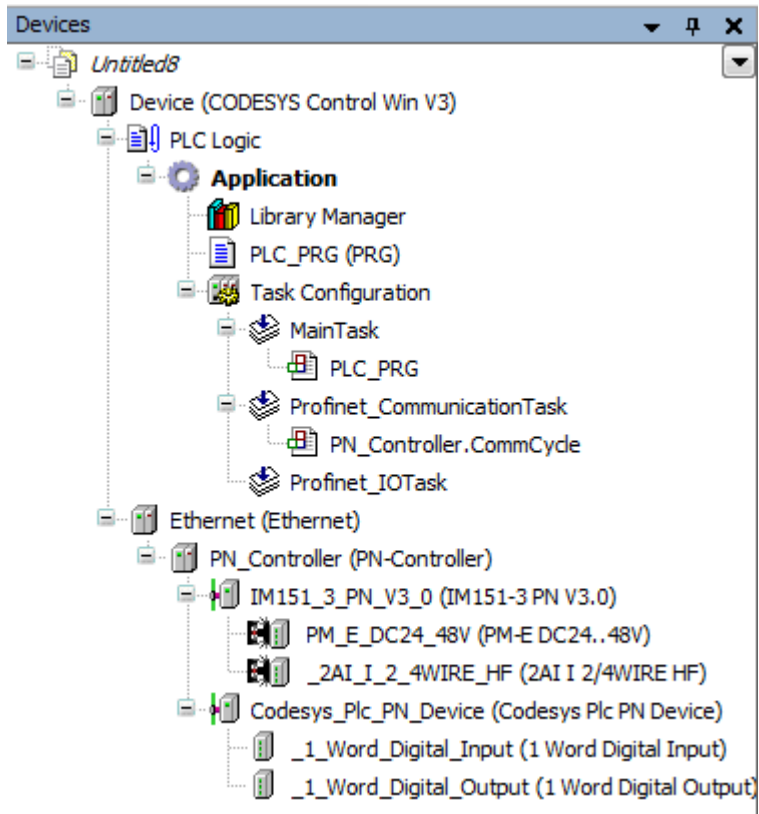 Devices
Untitled8
Device (CODESYS Control Win V3)
PLC Logic
Application
Library Manager
PLC_PRG (PRG)
Task Configuration
MainTask
PLC_PRG
Profinet_CommunicationTask
PN_Controller.CommCycle
Profinet_IOTask
Ethernet (Ethernet)
PN_Controller (PN-Controller)
IM151_3_PN_V3_0 (IM151-3 PN V3.0)
PM_E_DC24_48V (PM-E DC24..48V)
_2AI_I_2_4WIRE_HF (2AI I 2/4WIRE HF)
Codesys_Plc_PN_Device (Codesys Plc PN Device)
_1_Word_Digital_Input (1 Word Digital Input)
_1_Word_Digital_Output (1 Word Digital Output)